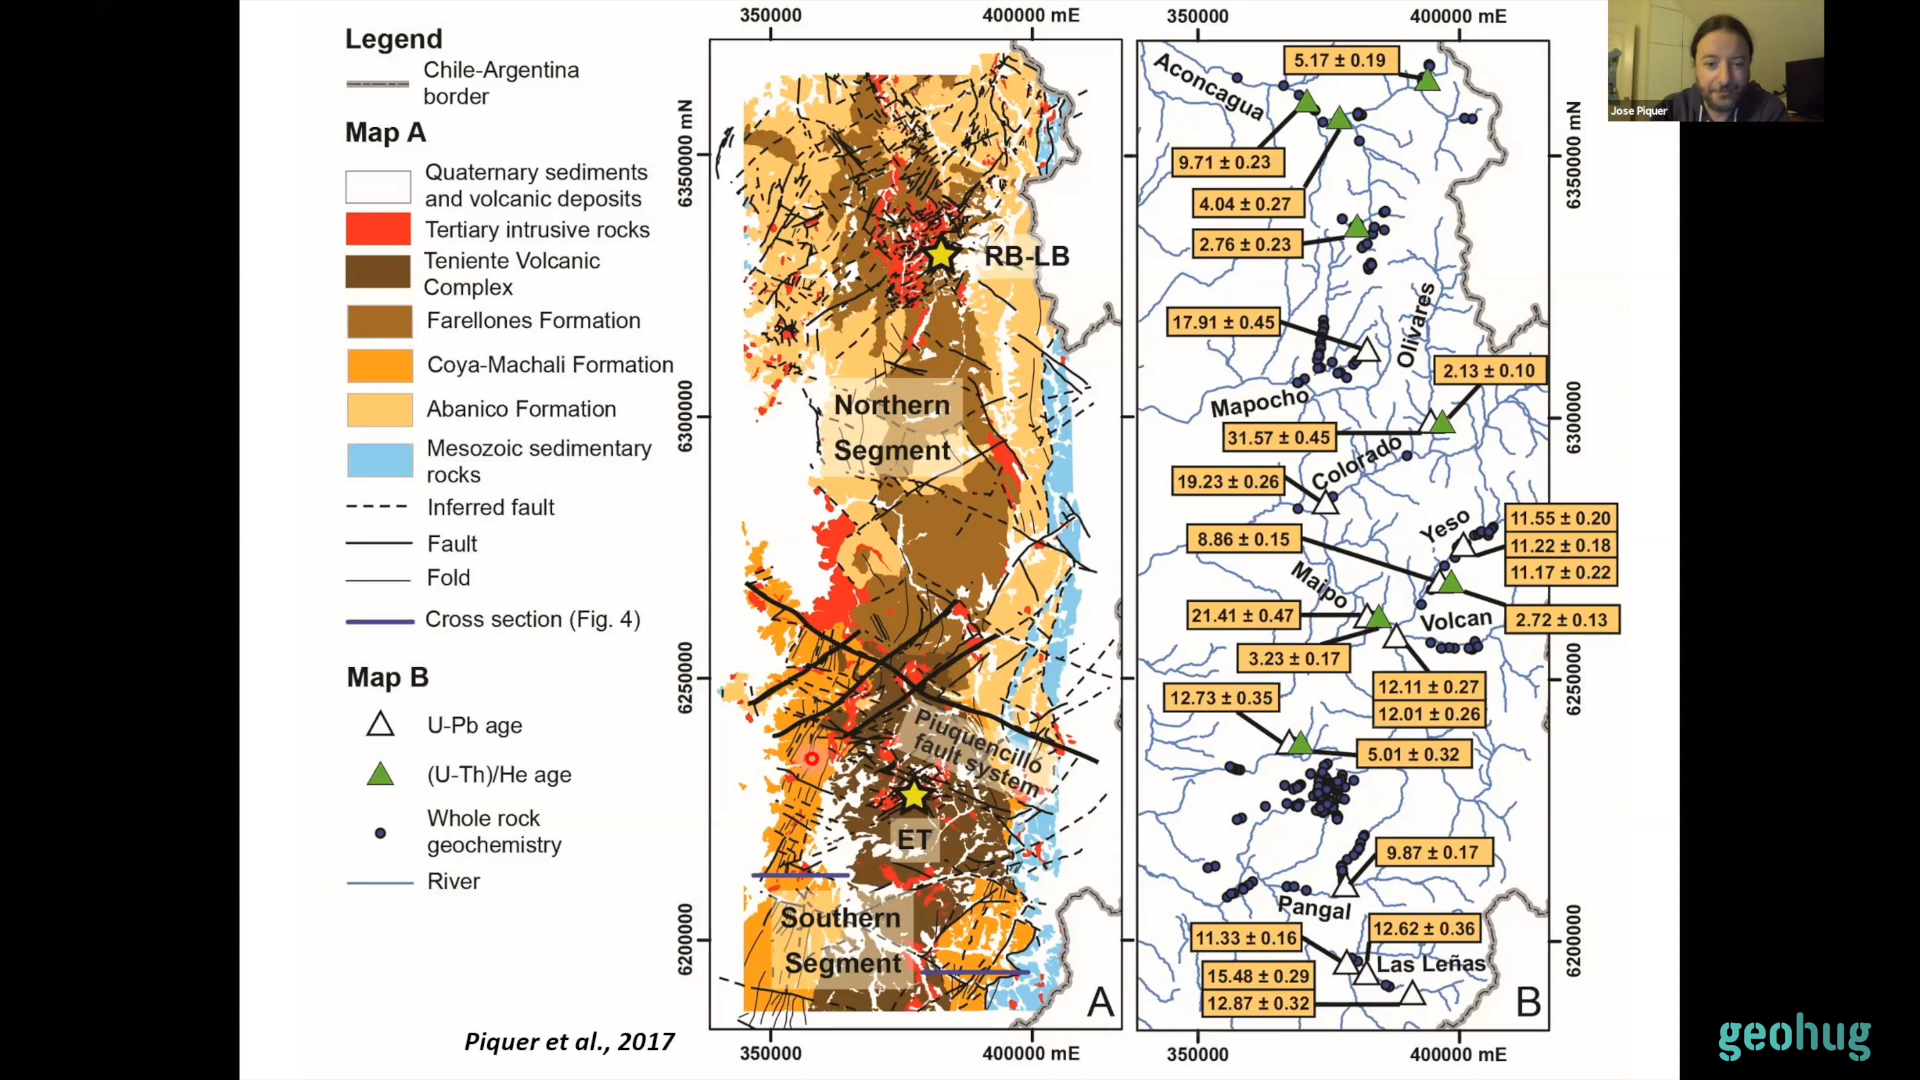 Legend
Chile-Argentina
border
Map A
Quaternary sediments
and volcanic deposits
Tertiary intrusive rocks
Teniente Volcanic
Complex
Farellones Formation
Coya-Machali Formation
Abanico Formation
Mesozoic sedimentary
rocks
Inferred fault
Fault
Fold
Cross section (Fig. 4)
Map B
U-Pb age
(U-Th)/He age
Whole rock
geochemistry
River
Piquer et al., 2017
350000
400000 mE
6350000 mN
6300000
6250000
6200000
RB-LB
Northern
Segment
Piuquencillo
fault system
ET
Southern
Segment
A
350000
400000 mE
350000
400000 mE
Aconcagua
5.17 ± 0.19
9.71 ± 0.23
4.04 ± 0.27
2.76 ± 0.23
17.91 ± 0.45
Olivares
2.13 ± 0.10
Mapocho
31.57 ± 0.45
Colorado
19.23 ± 0.26
Yeso
11.55 ± 0.20
11.22 ± 0.18
11.17 ± 0.22
8.86 ± 0.15
Maipo
21.41 ± 0.47
Volcan
2.72 ± 0.13
3.23 ± 0.17
12.73 ± 0.35
12.11 ± 0.27
12.01 ± 0.26
5.01 ± 0.32
9.87 ± 0.17
Pangal
12.62 ± 0.36
11.33 ± 0.16
Las Leñas
15.48 ± 0.29
12.87 ± 0.32
B
6350000 mN
6300000
6250000
6200000
350000
400000 mE
Jose Piquer
geohug